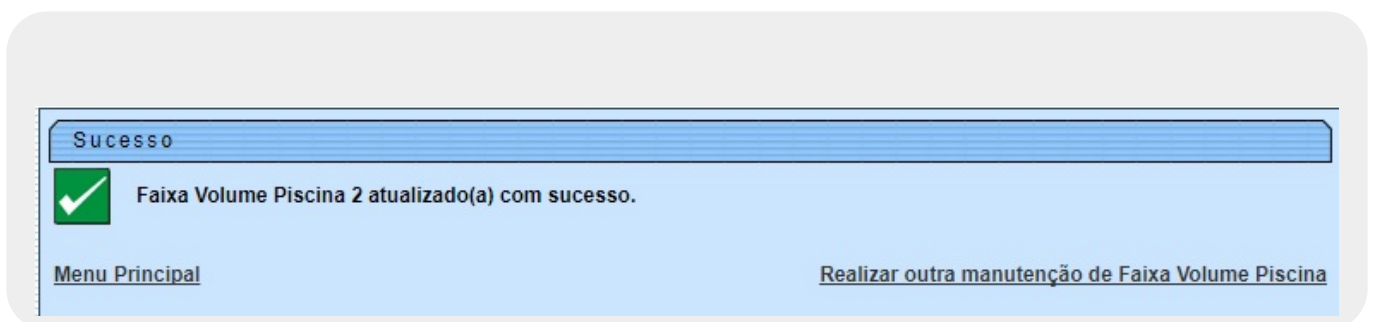 Sucesso
Faixa Volume Piscina 2 atualizado(a) com sucesso.
Menu Principal
Realizar outra manutenção de Faixa Volume Piscina